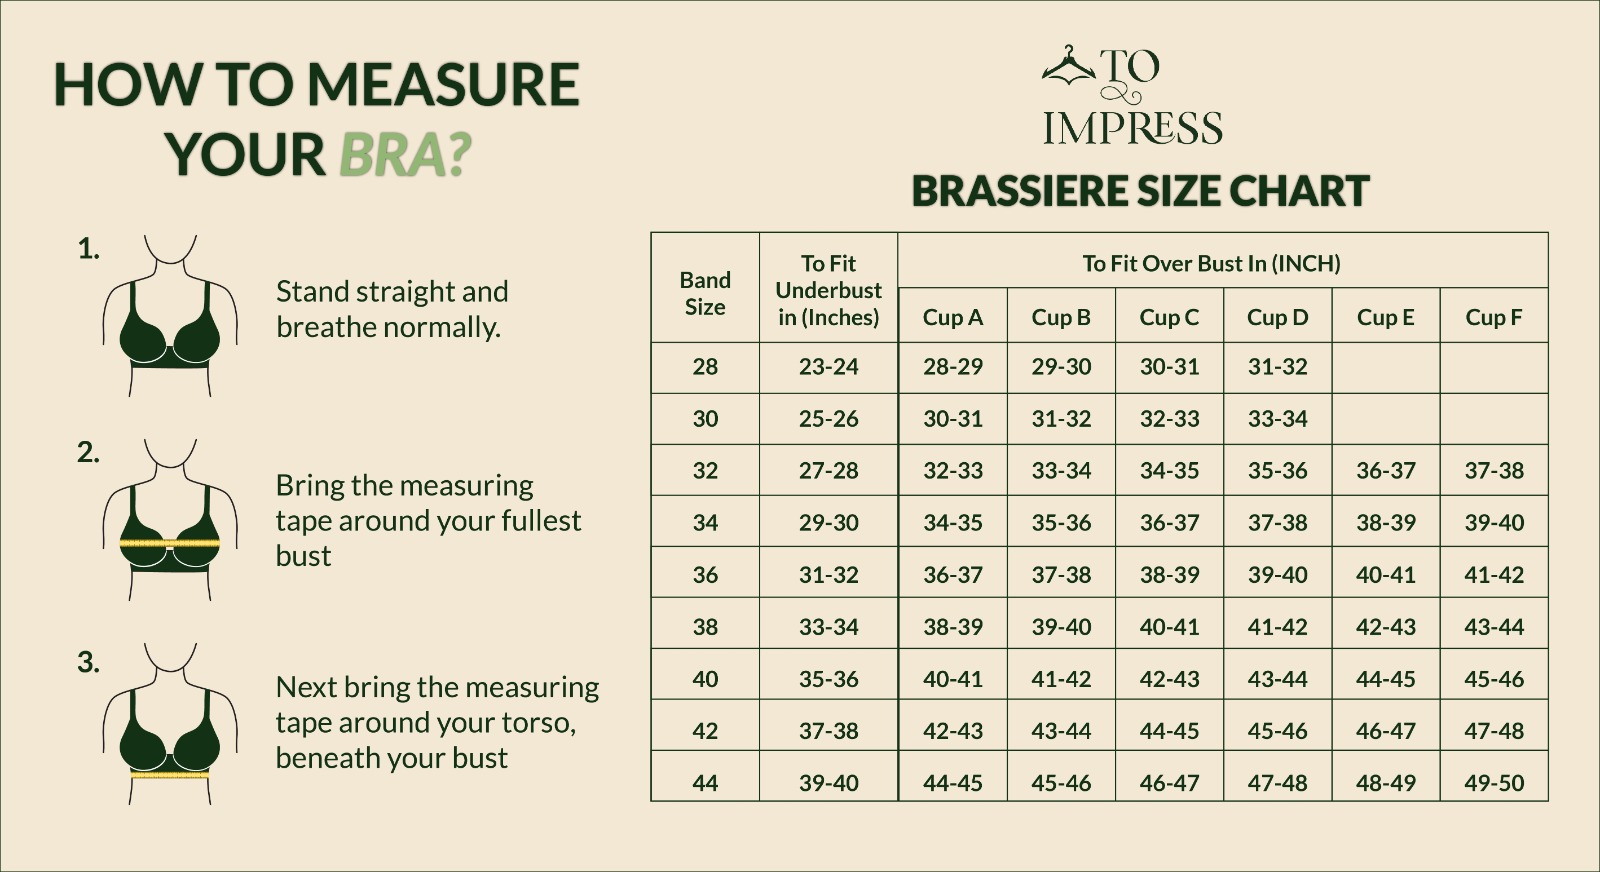 HOW TO MEASURE
YOUR BRA?
1.
Stand straight and
breathe normally.
2.
Bring the measuring
tape around your fullest
bust
3.
Next bring the measuring
tape around your torso,
beneath your bust
TO
IMPRESS
BRASSIERE SIZE CHART
Band
Size
To Fit
Underbust
in (Inches)
To Fit Over Bust In (INCH)
Cup A Cup B Cup C Cup D Cup E Cup F
28 23-24 28-29 29-30 30-31 31-32
30 25-26 30-31 31-32 32-33 33-34
32 27-28 32-33 33-34 34-35 35-36 36-37 37-38
34 29-30 34-35 35-36 36-37 37-38 38-39 39-40
36 31-32 36-37 37-38 38-39 39-40 40-41 41-42
38 33-34 38-39 39-40 40-41 41-42 42-43 43-44
40 35-36 40-41 41-42 42-43 43-44 44-45 45-46
42 37-38 42-43 43-44 44-45 45-46 46-47 47-48
44 39-40 44-45 45-46 46-47 47-48 48-49 49-50